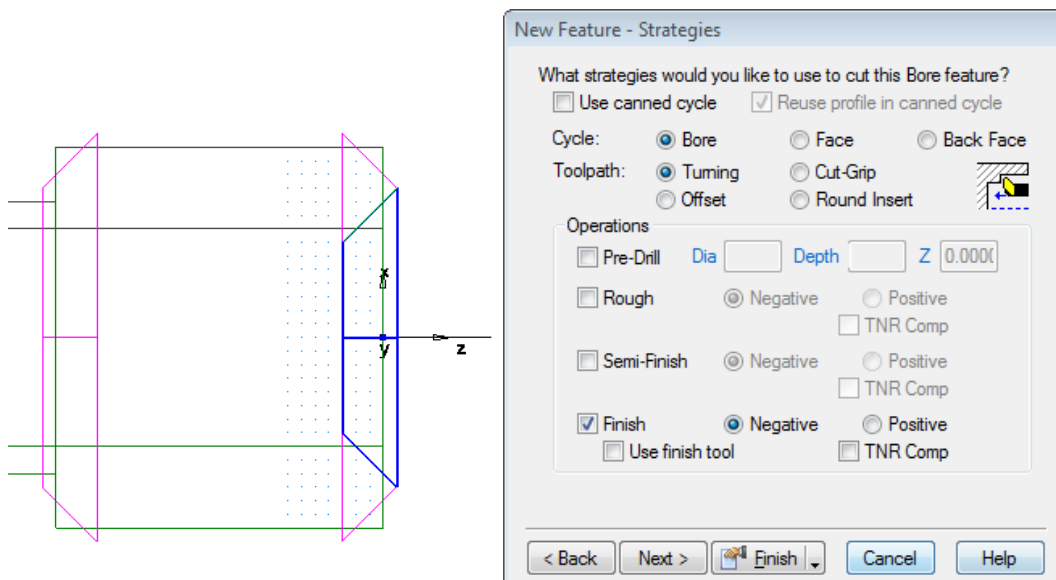 x
y
z
New Feature - Strategies
What strategies would you like to use to cut this Bore feature?
Use canned cycle Reuse profile in canned cycle
Cycle: Bore Face Back Face
Toolpath: Turning Cut-Grip
Offset Round Insert
Operations
Pre-Drill Dia Depth Z 0.000(
Rough Negative Positive
TNR Comp
Semi-Finish Negative Positive
TNR Comp
Finish Negative Positive
Use finish tool TNR Comp
< Back Next > Finish Cancel Help